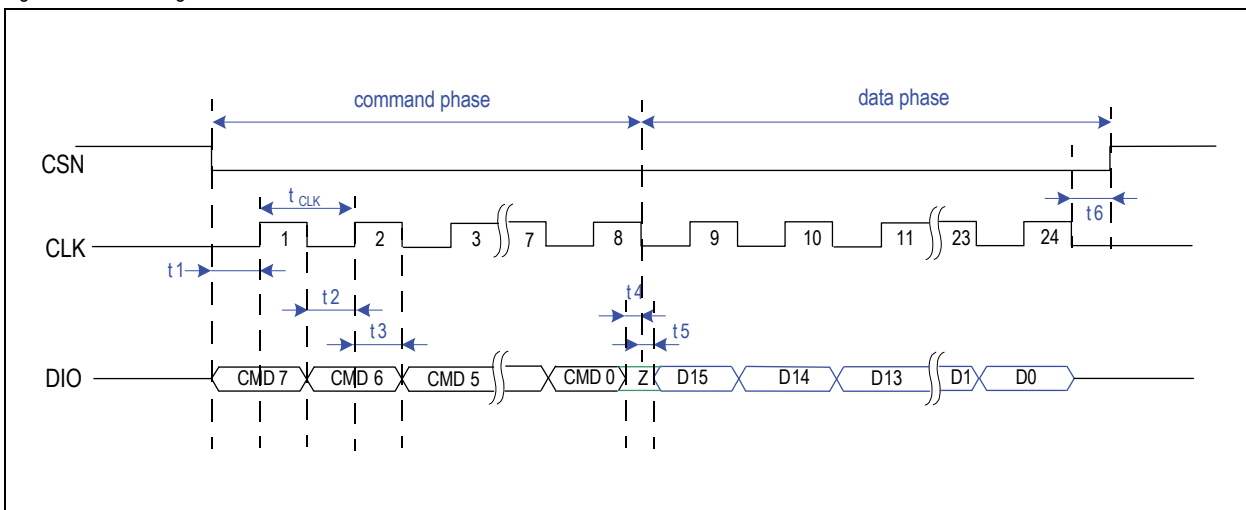 command phase
data phase
CSN
t CLK
t6
CLK
1
2
3
7
8
9
10
11
23
24
t1
t2
t3
t4
t5
DIO
CMD 7
CMD 6
CMD 5
CMD 0
Z
D15
D14
D13
D1
D0